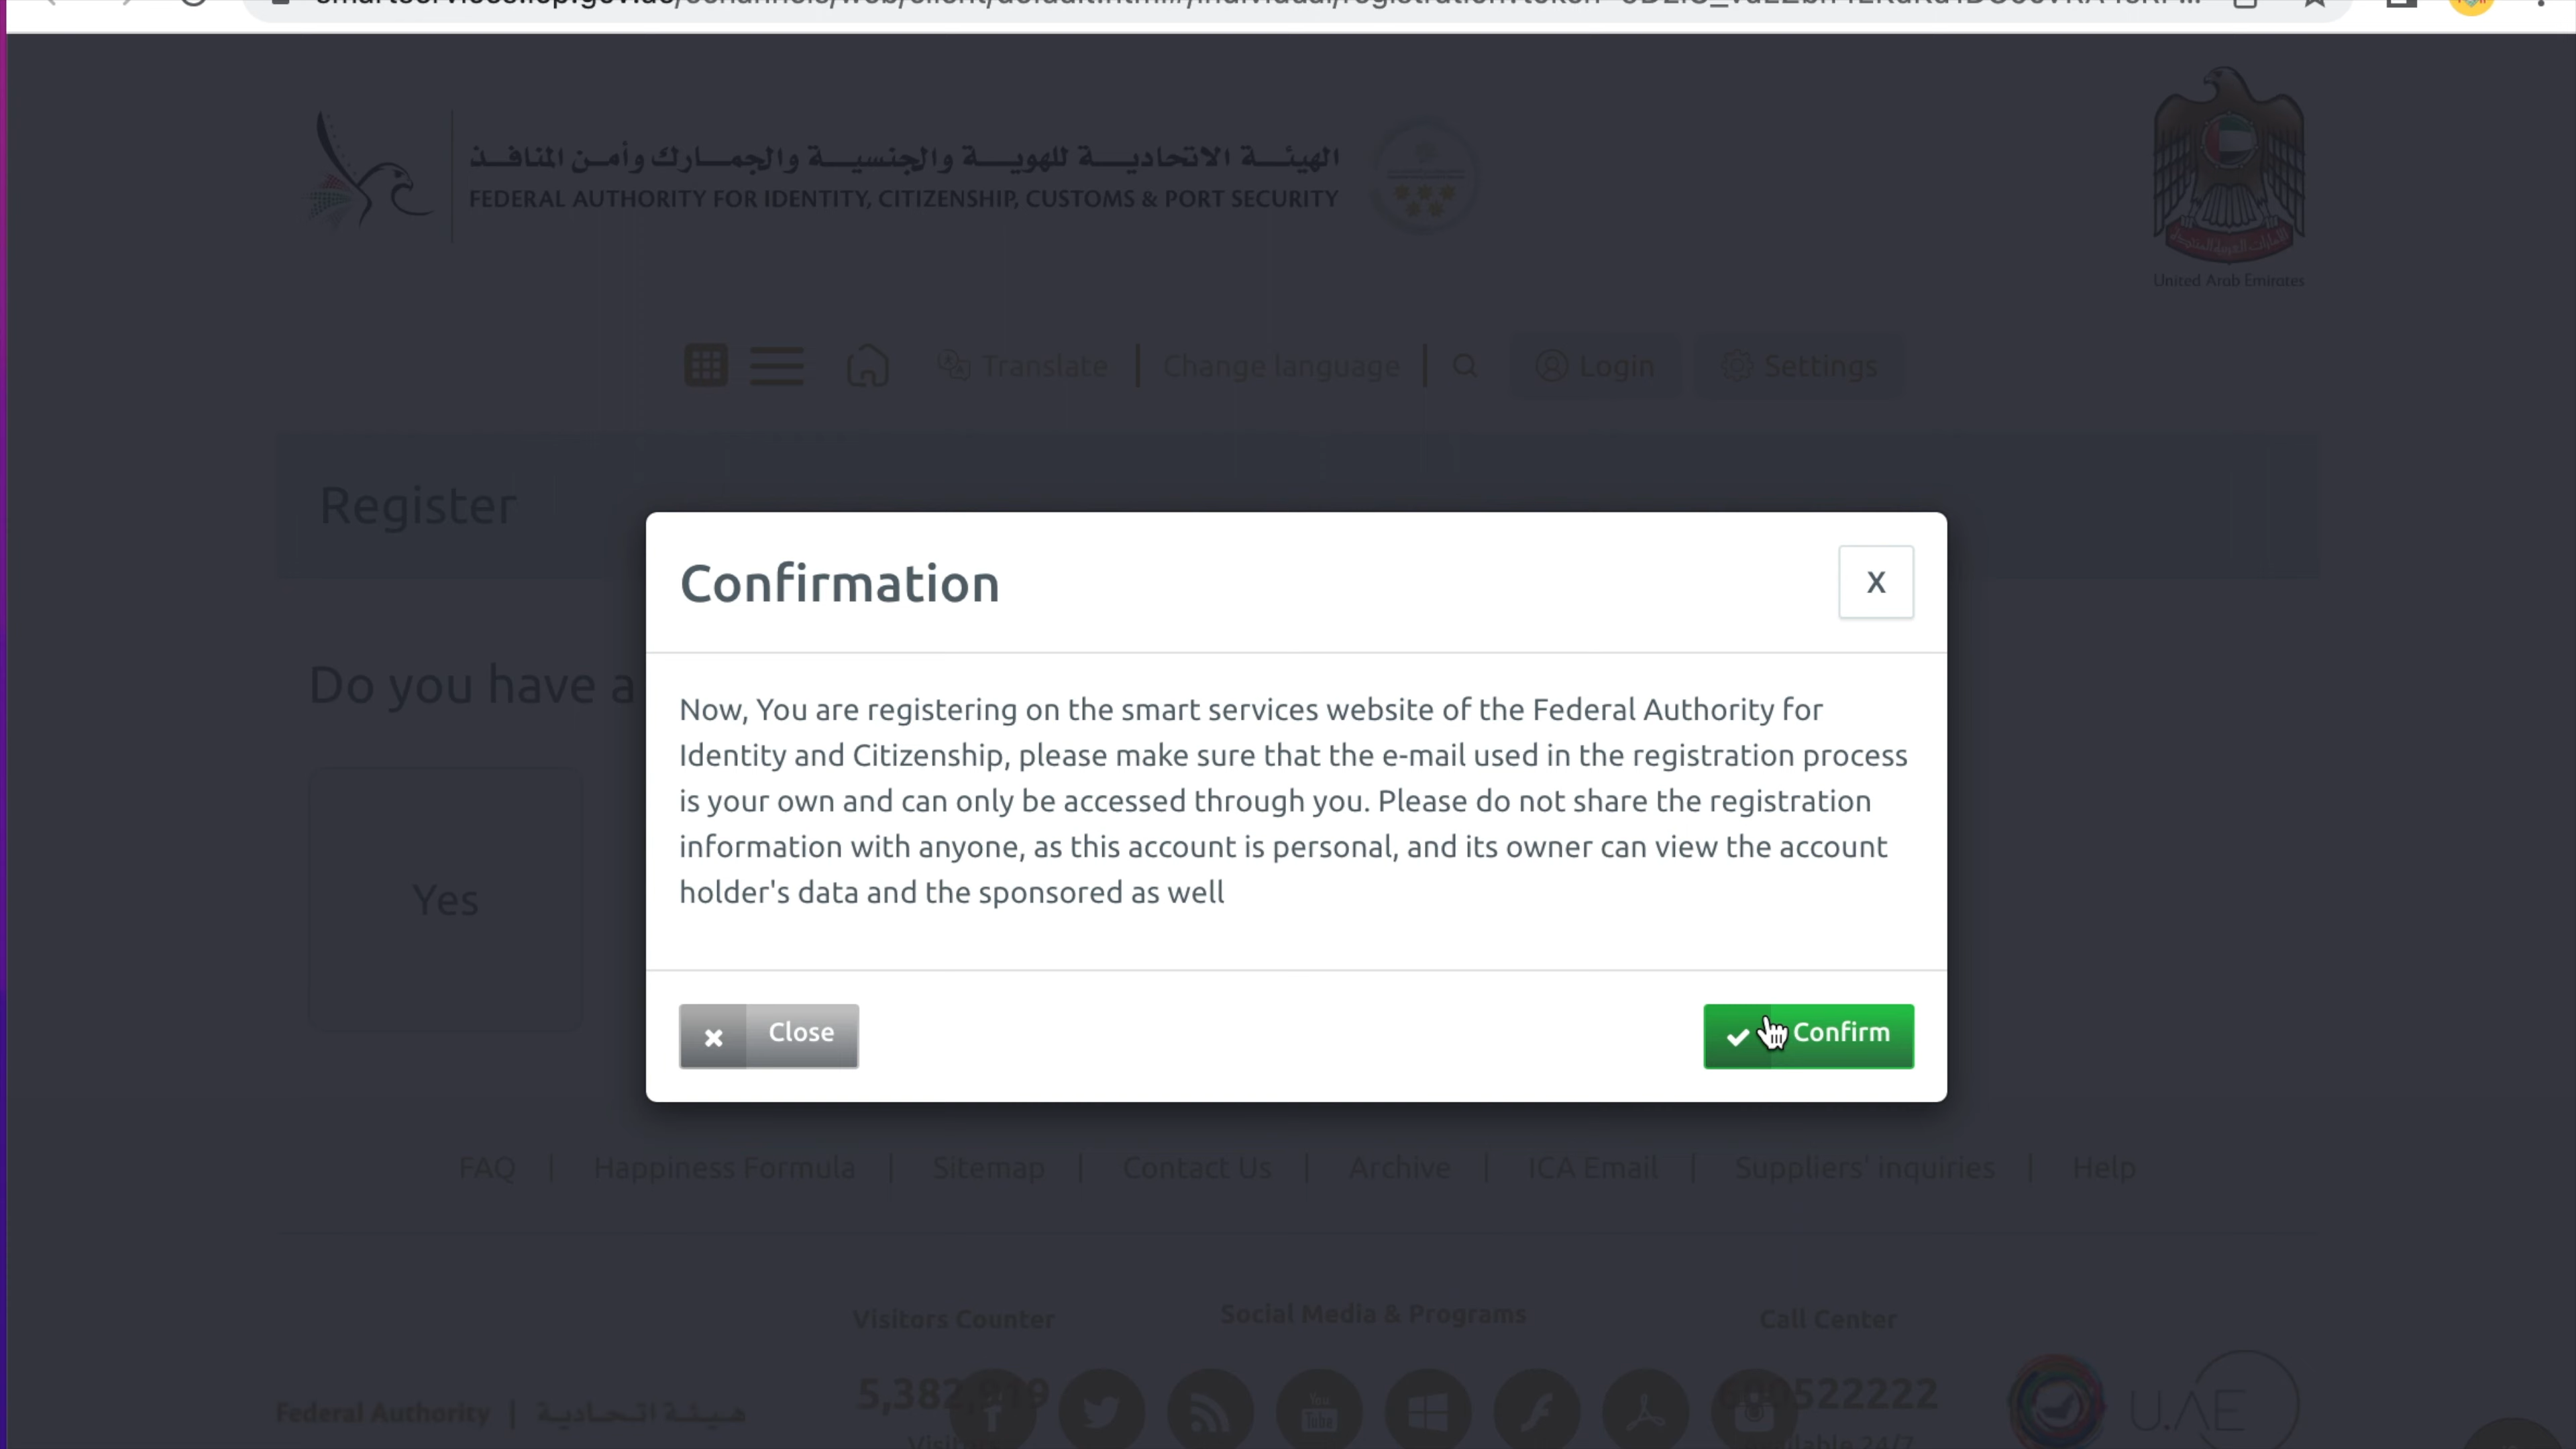 الهيئة الاتحادية للهوية والجنسية والجمارك وأمن المنافذ
FEDERAL AUTHORITY FOR IDENTITY, CITIZENSHIP, CUSTOMS & PORT SECURITY
United Arab Emirates
Translate | Change language | Login Settings
Register
Confirmation
X
Do you have a
Now, You are registering on the smart services website of the Federal Authority for
Identity and Citizenship, please make sure that the e-mail used in the registration process
is your own and can only be accessed through you. Please do not share the registration
information with anyone, as this account is personal, and its owner can view the account
holder's data and the sponsored as well
Yes
Close
Confirm
FAQ | Happiness Formula | Sitemap | Contact Us | Archive | ICA Email | Suppliers' inquiries | Help
Visitors Counter
Social Media & Programs
Call Center
Federal Authority | هيئة اتحادية
You Tube
U.AE
24/7